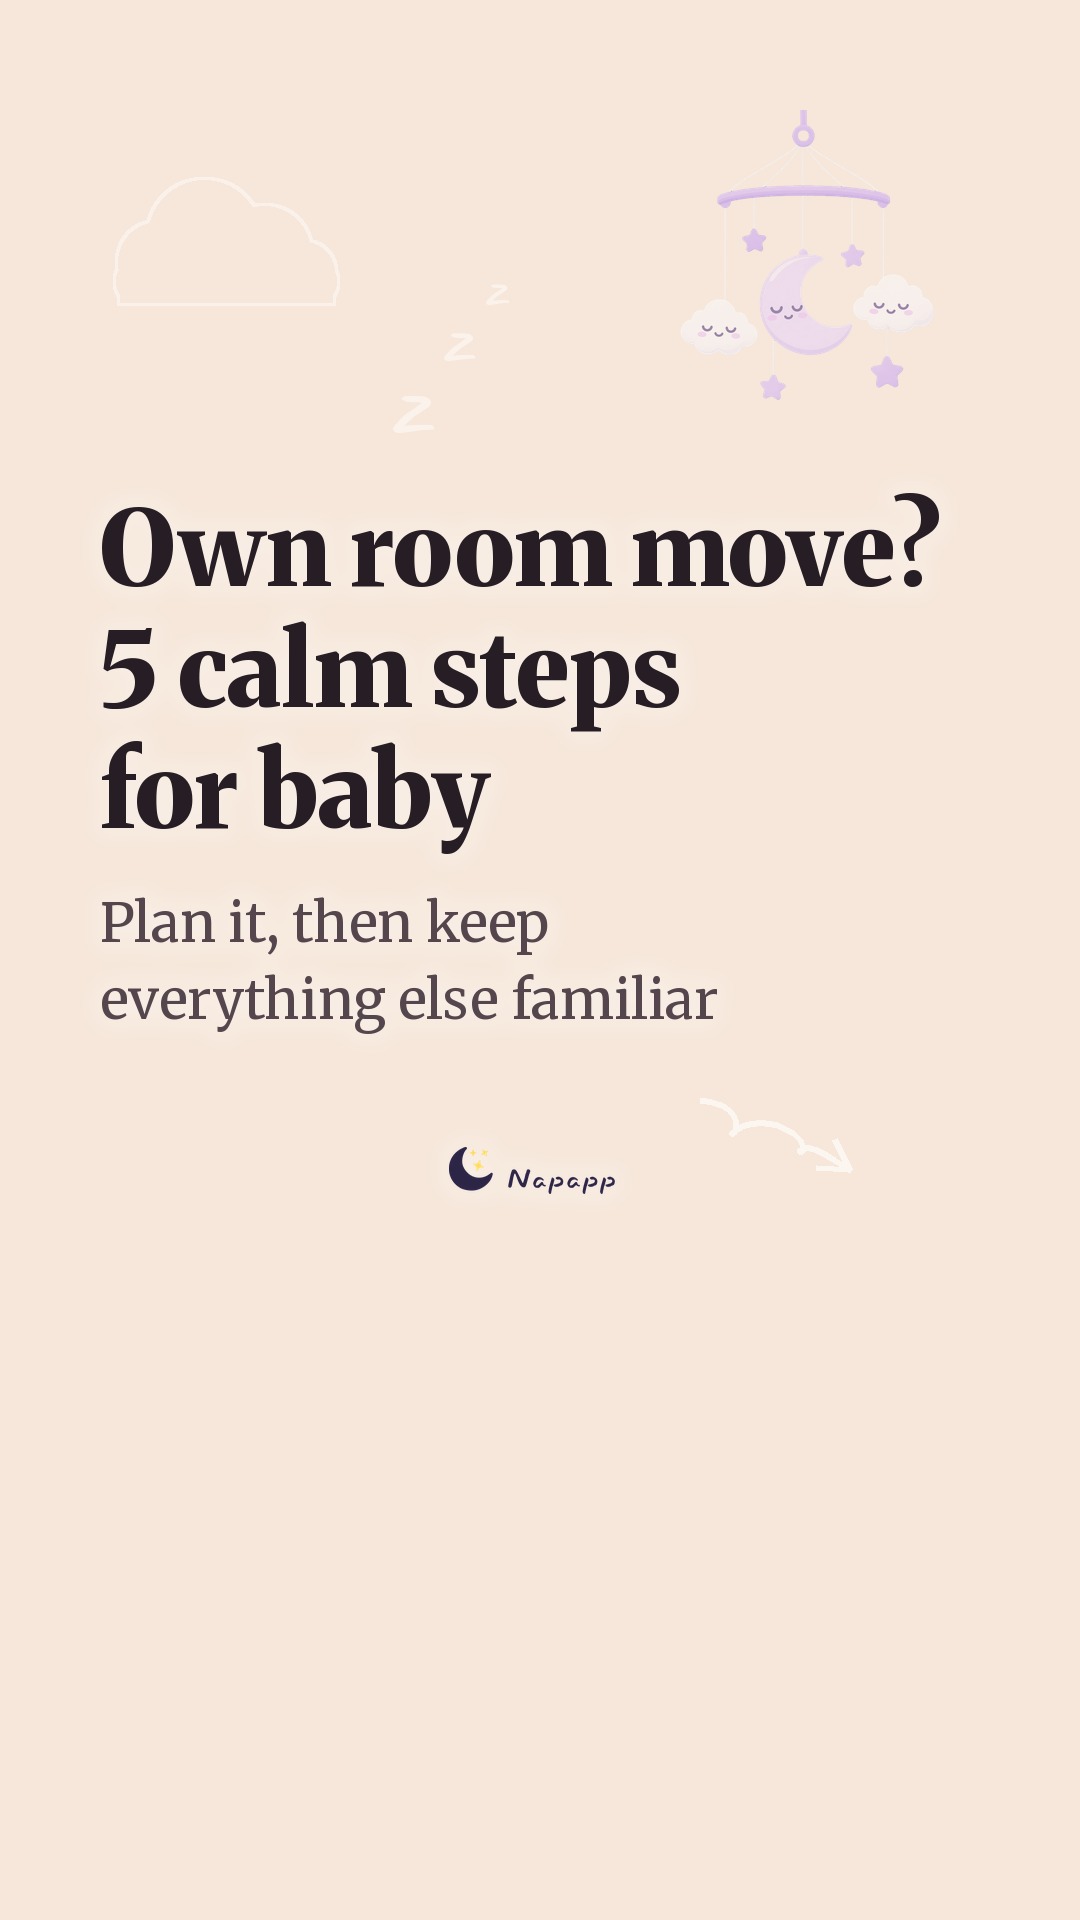 z
z
z
Own room move?
5 calm steps
for baby
Plan it, then keep
everything else familiar
Napapp